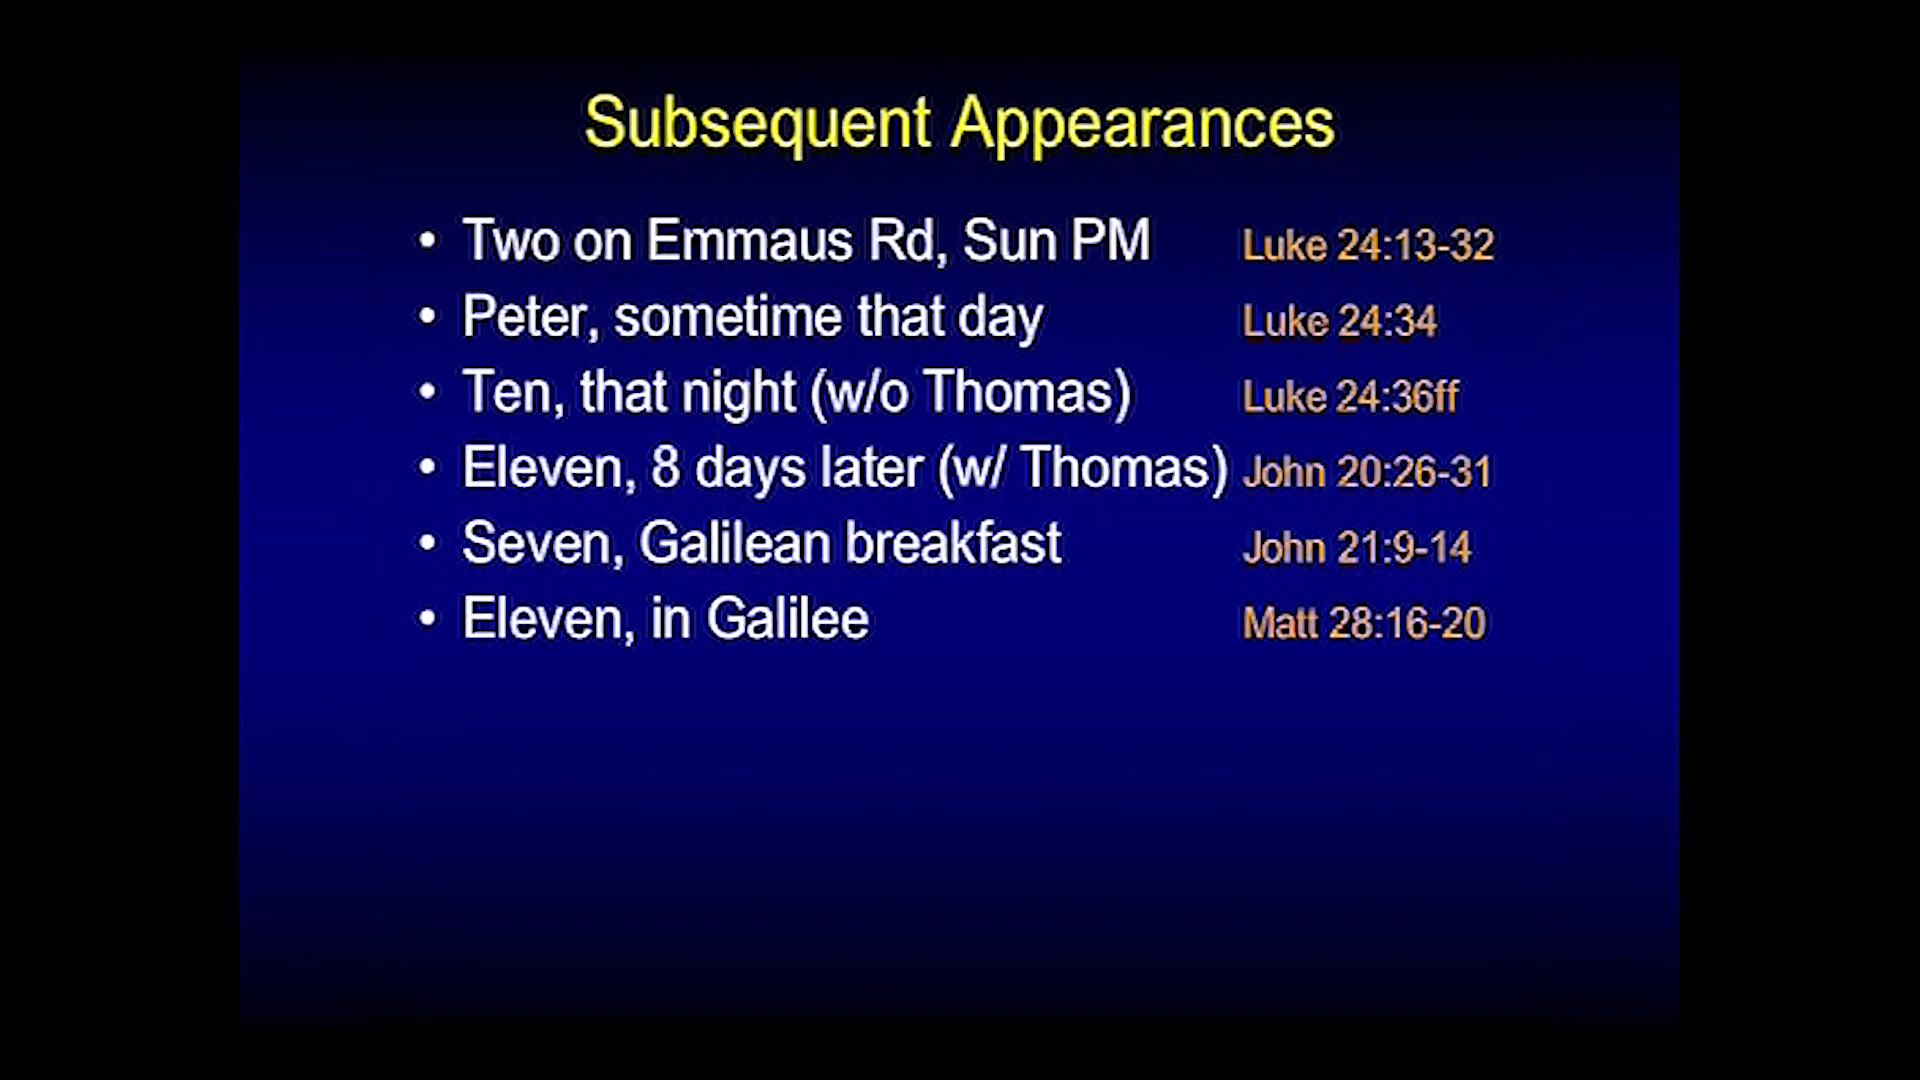 Subsequent Appearances
• Two on Emmaus Rd, Sun PM Luke 24:13-32
• Peter, sometime that day Luke 24:34
• Ten, that night (w/o Thomas) Luke 24:36ff
• Eleven, 8 days later (w/ Thomas) John 20:26-31
• Seven, Galilean breakfast John 21:9-14
• Eleven, in Galilee Matt 28:16-20